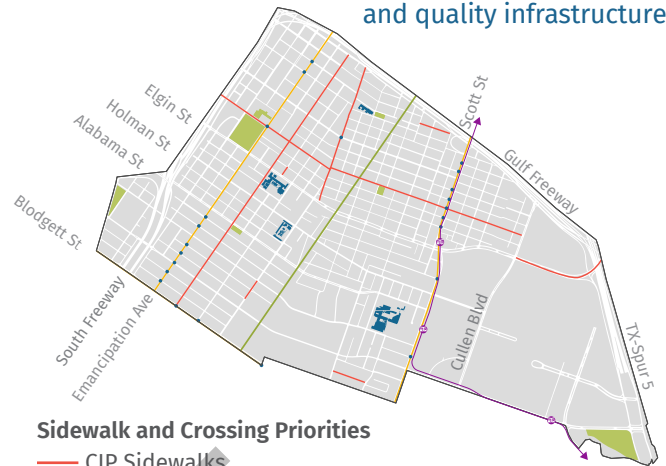 and quality infrastructure
Scott St
Elgin St
Holman St
Alabama St
Gulf Freeway
Blodgett St
South Freeway
Emancipation Ave
Cullen Blvd
TX-Spur 5
Sidewalk and Crossing Priorities
CIP Sidewalks